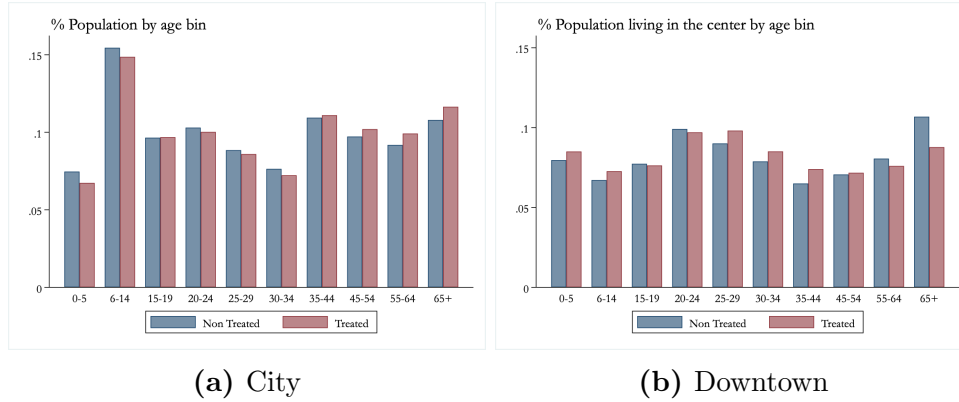 % Population by age bin
.15
.1
.05
0
0-5 6-14 15-19 20-24 25-29 30-34 35-44 45-54 55-64 65+
Non Treated Treated
(a) City
% Population living in the center by age bin
.15
.1
.05
0
0-5 6-14 15-19 20-24 25-29 30-34 35-44 45-54 55-64 65+
Non Treated Treated
(b) Downtown